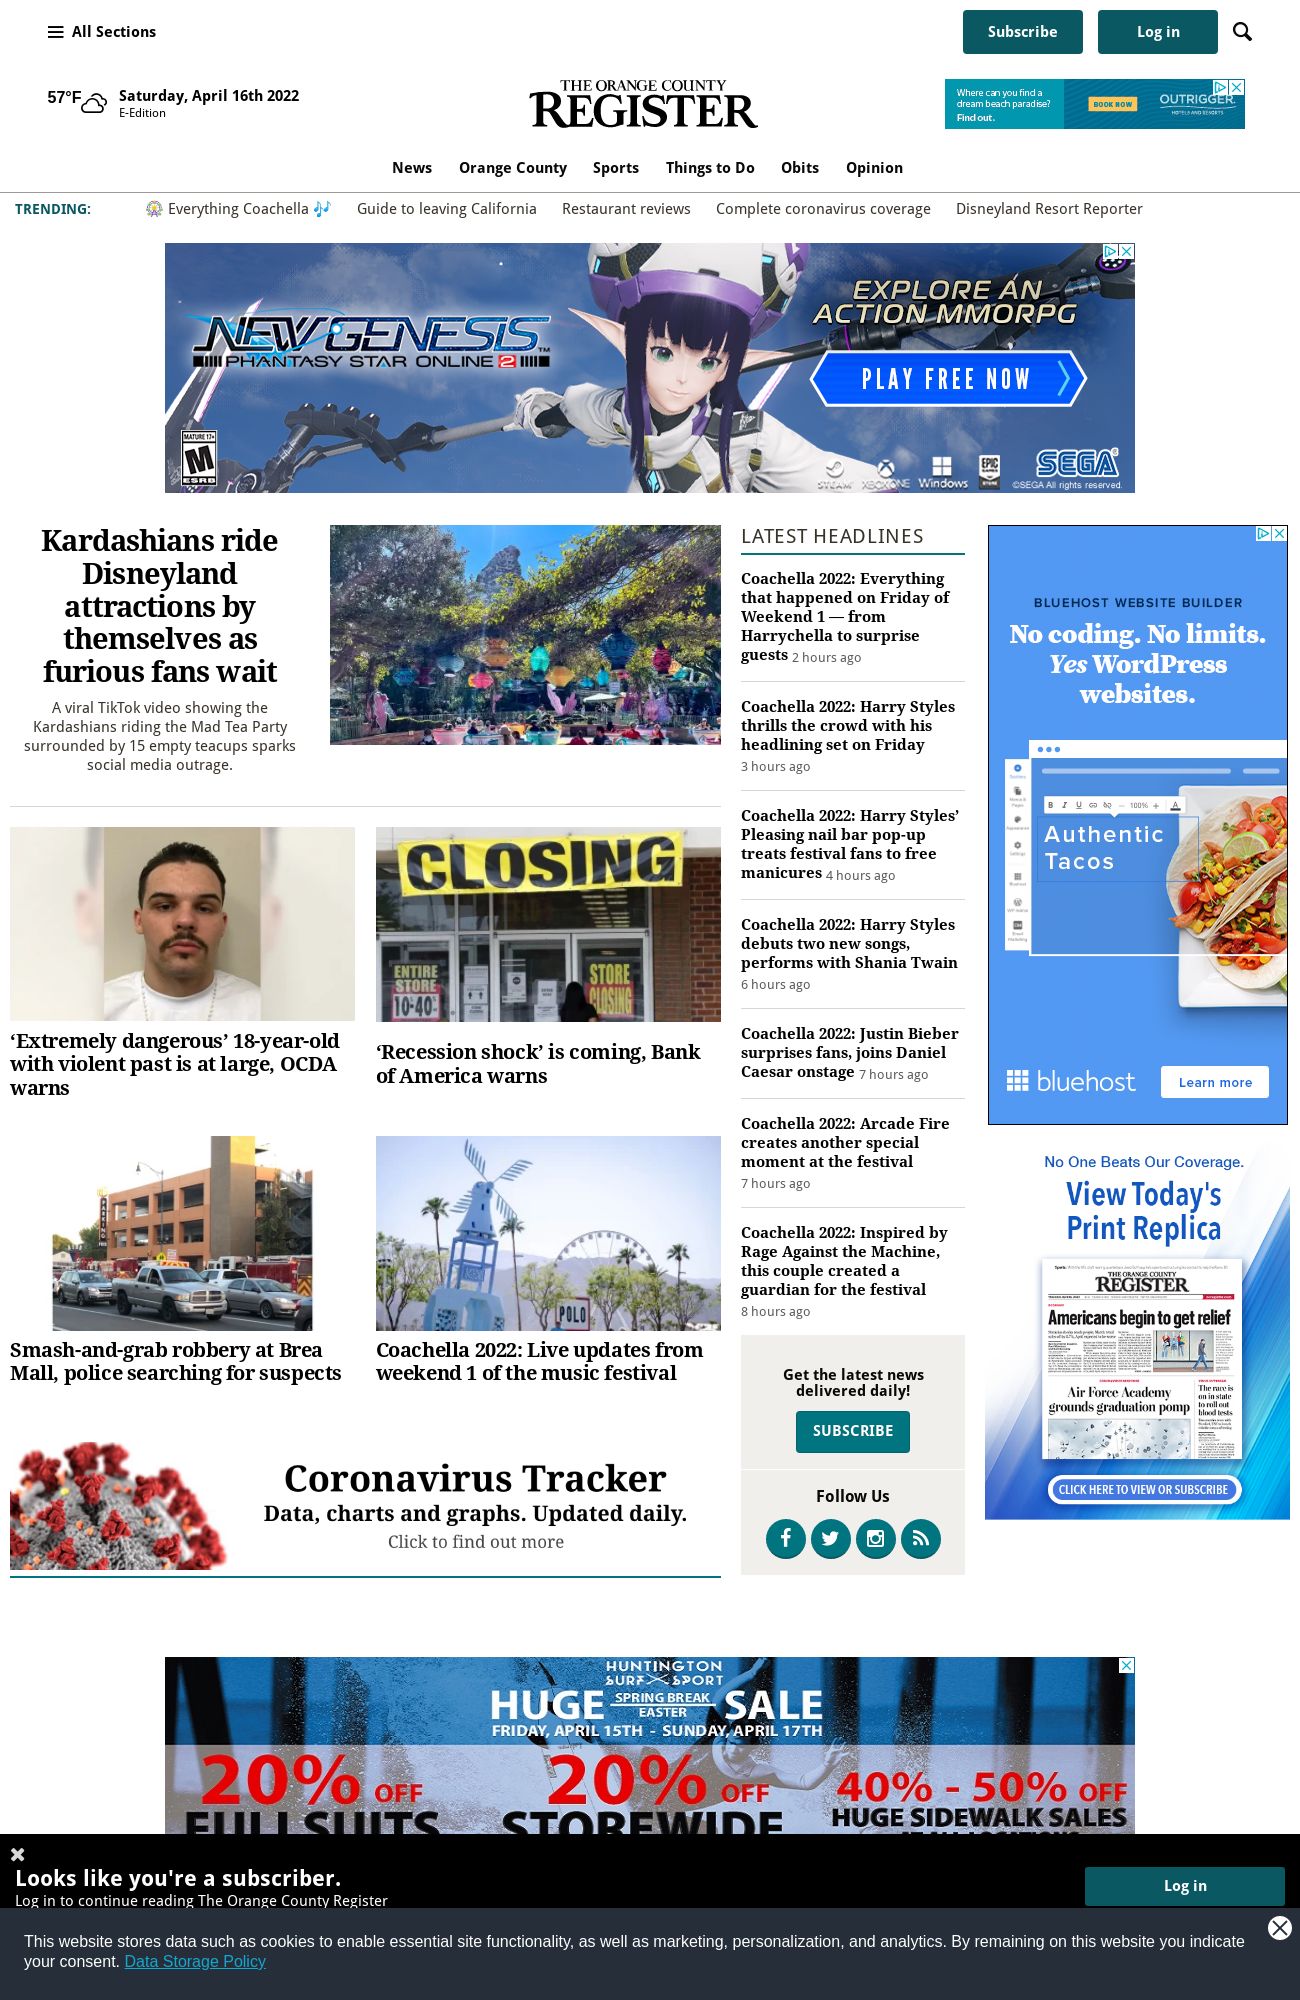 All Sections
Subscribe
Log in
57°F
Saturday, April 16th 2022
E-Edition
THE ORANGE COUNTY
REGISTER
Where can you find a
dream beach paradise?
Find out.
BOOK NOW
OUTRIGGER
HOTELS AND RESORTS
News
Orange County
Sports
Things to Do
Obits
Opinion
TRENDING:
🎡 Everything Coachella 🎶
Guide to leaving California
Restaurant reviews
Complete coronavirus coverage
Disneyland Resort Reporter
NEW GENESIS
PHANTASY STAR ONLINE 2
EXPLORE AN
ACTION MMORPG
PLAY FREE NOW
MATURE 17+
M
ESRB
STEAM
XBOX ONE
Windows
EPIC
GAMES
STORE
SEGA
©SEGA All rights reserved.
Kardashians ride
Disneyland
attractions by
themselves as
furious fans wait
A viral TikTok video showing the
Kardashians riding the Mad Tea Party
surrounded by 15 empty teacups sparks
social media outrage.
CLOSING
ENTIRE
STORE
10%-40%
STORE
CLOSING
‘Extremely dangerous’ 18-year-old
with violent past is at large, OCDA
warns
‘Recession shock’ is coming, Bank
of America warns
PARKING
POLO
Smash-and-grab robbery at Brea
Mall, police searching for suspects
Coachella 2022: Live updates from
weekend 1 of the music festival
Coronavirus Tracker
Data, charts and graphs. Updated daily.
Click to find out more
LATEST HEADLINES
Coachella 2022: Everything
that happened on Friday of
Weekend 1 — from
Harrychella to surprise
guests 2 hours ago
Coachella 2022: Harry Styles
thrills the crowd with his
headlining set on Friday
3 hours ago
Coachella 2022: Harry Styles’
Pleasing nail bar pop-up
treats festival fans to free
manicures 4 hours ago
Coachella 2022: Harry Styles
debuts two new songs,
performs with Shania Twain
6 hours ago
Coachella 2022: Justin Bieber
surprises fans, joins Daniel
Caesar onstage 7 hours ago
Coachella 2022: Arcade Fire
creates another special
moment at the festival
7 hours ago
Coachella 2022: Inspired by
Rage Against the Machine,
this couple created a
guardian for the festival
8 hours ago
Get the latest news
delivered daily!
SUBSCRIBE
Follow Us
BLUEHOST WEBSITE BUILDER
No coding. No limits.
Yes WordPress
websites.
B I U 100% + A
Authentic
Tacos
bluehost
Learn more
No One Beats Our Coverage.
View Today's
Print Replica
THE ORANGE COUNTY
REGISTER
Americans begin to get relief
Air Force Academy
grounds graduation pomp
The race is
on in state
to roll out
blood tests
CLICK HERE TO VIEW OR SUBSCRIBE
HUNTINGTON
SURF SPORT
HUGE SPRING BREAK EASTER SALE
FRIDAY, APRIL 15TH - SUNDAY, APRIL 17TH
20% OFF
FULLSUITS
20% OFF
STOREWIDE
40% - 50% OFF
HUGE SIDEWALK SALES
AT ALL LOCATIONS
Looks like you're a subscriber.
Log in to continue reading The Orange County Register
Log in
This website stores data such as cookies to enable essential site functionality, as well as marketing, personalization, and analytics. By remaining on this website you indicate
your consent. Data Storage Policy